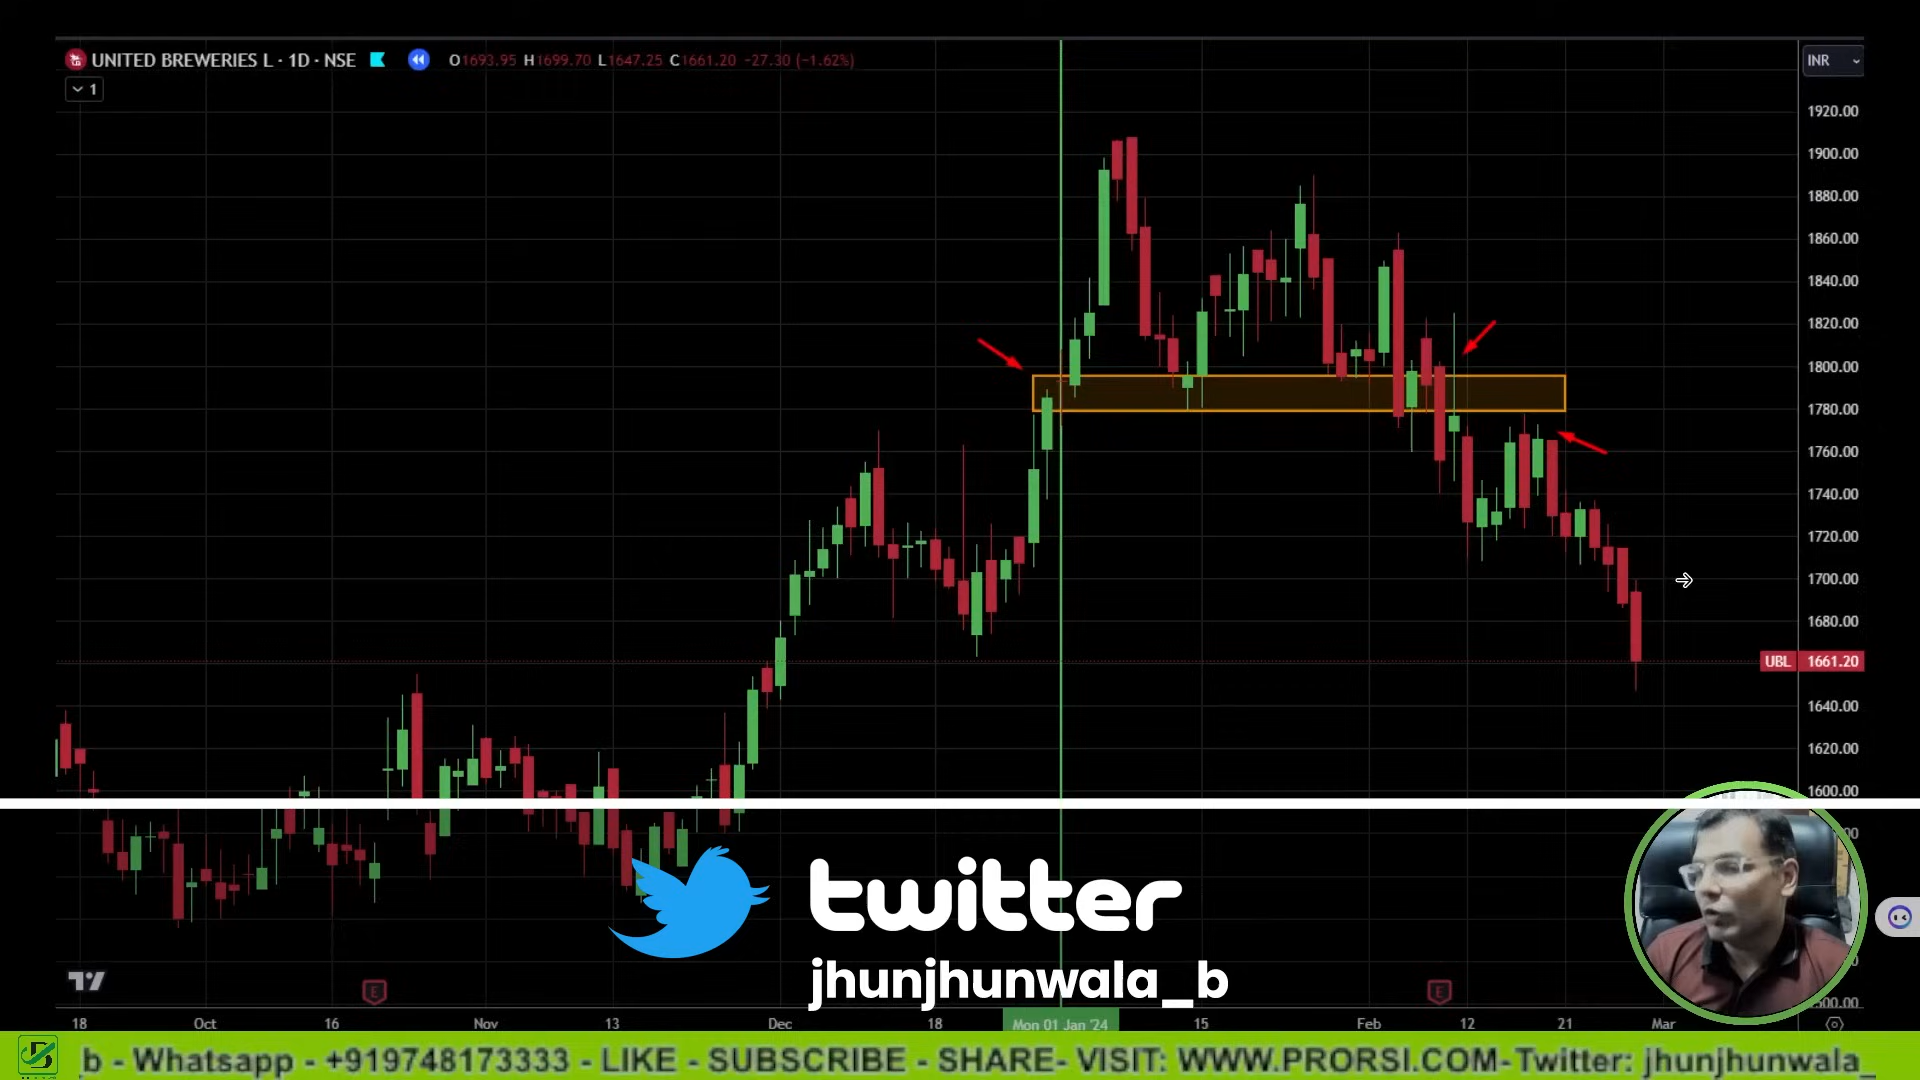 UNITED BREWERIES L · 1D · NSE O1693.95 H1699.70 L1647.25 C1661.20 -27.30 (-1.62%)
INR
1
1920.00
1900.00
1880.00
1860.00
1840.00
1820.00
1800.00
1780.00
1760.00
1740.00
1720.00
1700.00
1680.00
UBL 1661.20
1640.00
1620.00
1600.00
twitter
jhunjhunwala_b
E
E
18 Oct 16 Nov 13 Dec 18 Mon 01 Jan '24 15 Feb 12 21 Mar
b - Whatsapp - +919748173333 - LIKE - SUBSCRIBE - SHARE- VISIT: WWW.PRORSI.COM-Twitter: jhunjhunwala_